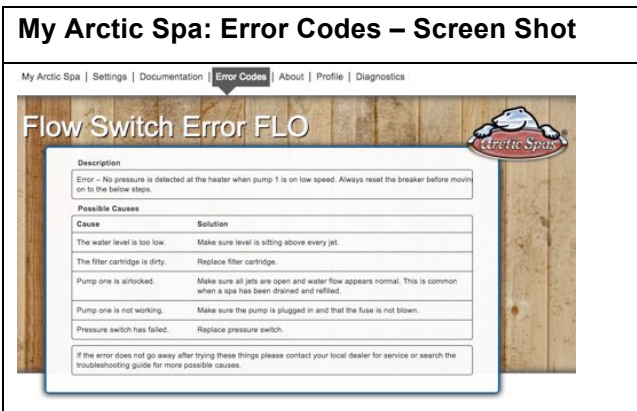 My Arctic Spa: Error Codes – Screen Shot
My Arctic Spa | Settings | Documentation | Error Codes | About | Profile | Diagnostics
Flow Switch Error FLO
Arctic Spas
Description
Error – No pressure is detected at the heater when pump 1 is on low speed. Always reset the breaker before moving
on to the below steps.
Possible Causes
Cause Solution
The water level is too low. Make sure level is sitting above every jet.
The filter cartridge is dirty. Replace filter cartridge.
Pump one is airlocked. Make sure all jets are open and water flow appears normal. This is common
when a spa has been drained and refilled.
Pump one is not working. Make sure the pump is plugged in and that the fuse is not blown.
Pressure switch has failed. Replace pressure switch.
If the error does not go away after trying these things please contact your local dealer for service or search the
troubleshooting guide for more possible causes.